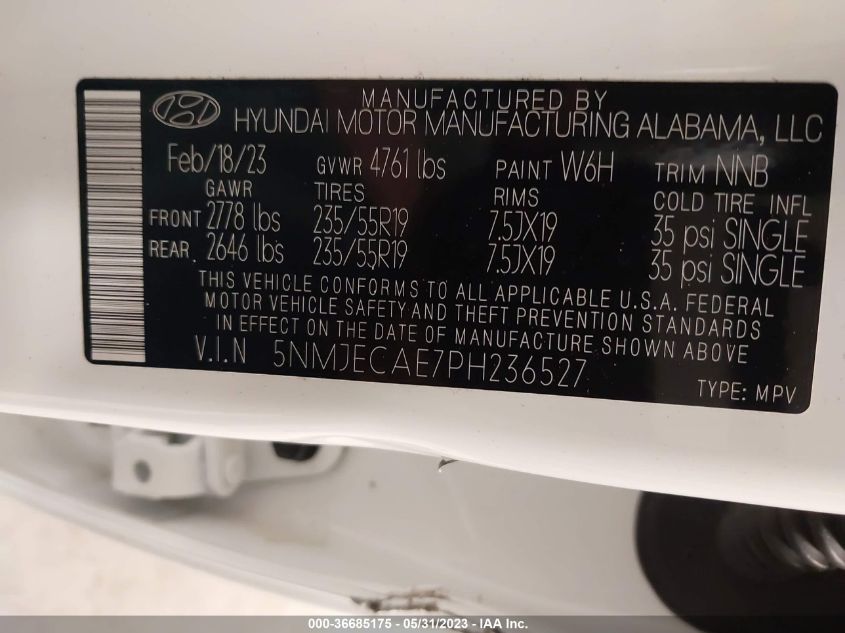 MANUFACTURED BY
HYUNDAI MOTOR MANUFACTURING ALABAMA, LLC
Feb/18/23 GVWR 4761 lbs PAINT W6H TRIM NNB
GAWR TIRES RIMS COLD TIRE INFL
FRONT 2778 lbs 235/55R19 7.5JX19 35 psi SINGLE
REAR 2646 lbs 235/55R19 7.5JX19 35 psi SINGLE
THIS VEHICLE CONFORMS TO ALL APPLICABLE U.S.A. FEDERAL
MOTOR VEHICLE SAFETY AND THEFT PREVENTION STANDARDS
IN EFFECT ON THE DATE OF MANUFACTURE SHOWN ABOVE
V.I.N 5NMJECAE7PH236527
TYPE: MPV
000-36685175 - 05/31/2023 - IAA Inc.